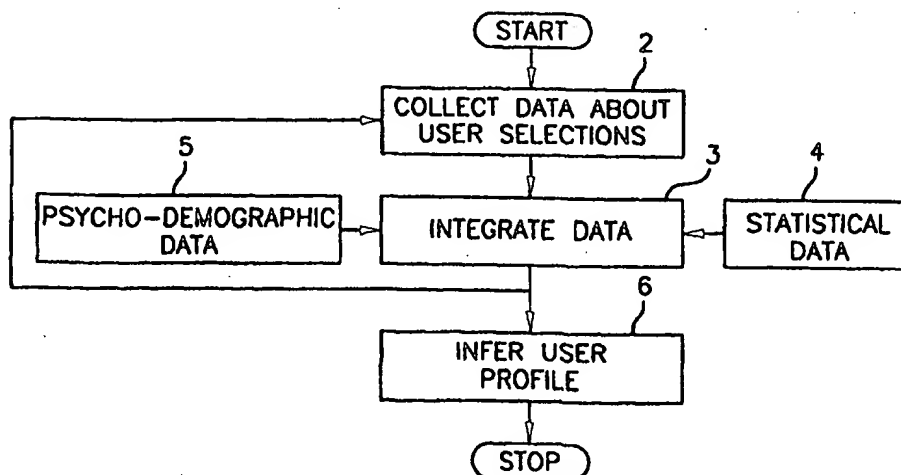 START
2
COLLECT DATA ABOUT
USER SELECTIONS
5
3
4
PSYCHO-DEMOGRAPHIC
DATA
INTEGRATE DATA
STATISTICAL
DATA
6
INFER USER
PROFILE
STOP